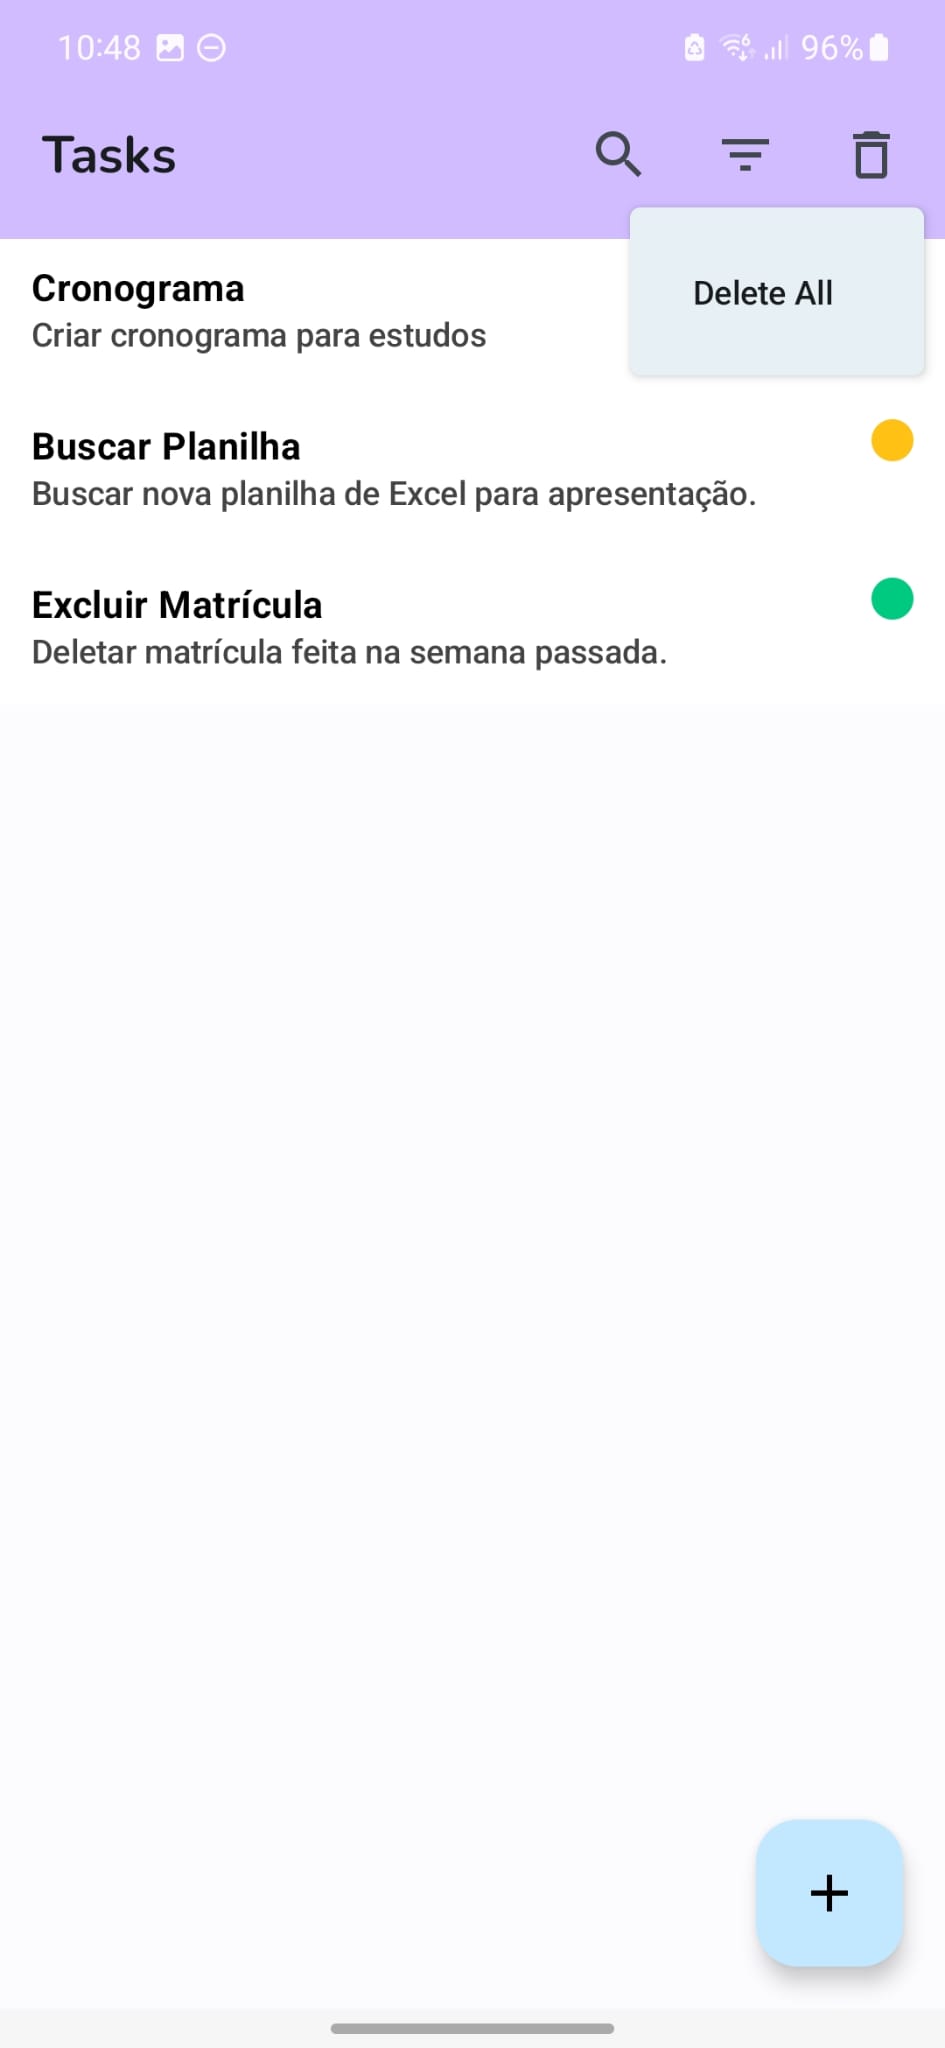 10:48 96%
Tasks
Delete All
Cronograma
Criar cronograma para estudos
Buscar Planilha
Buscar nova planilha de Excel para apresentação.
Excluir Matrícula
Deletar matrícula feita na semana passada.